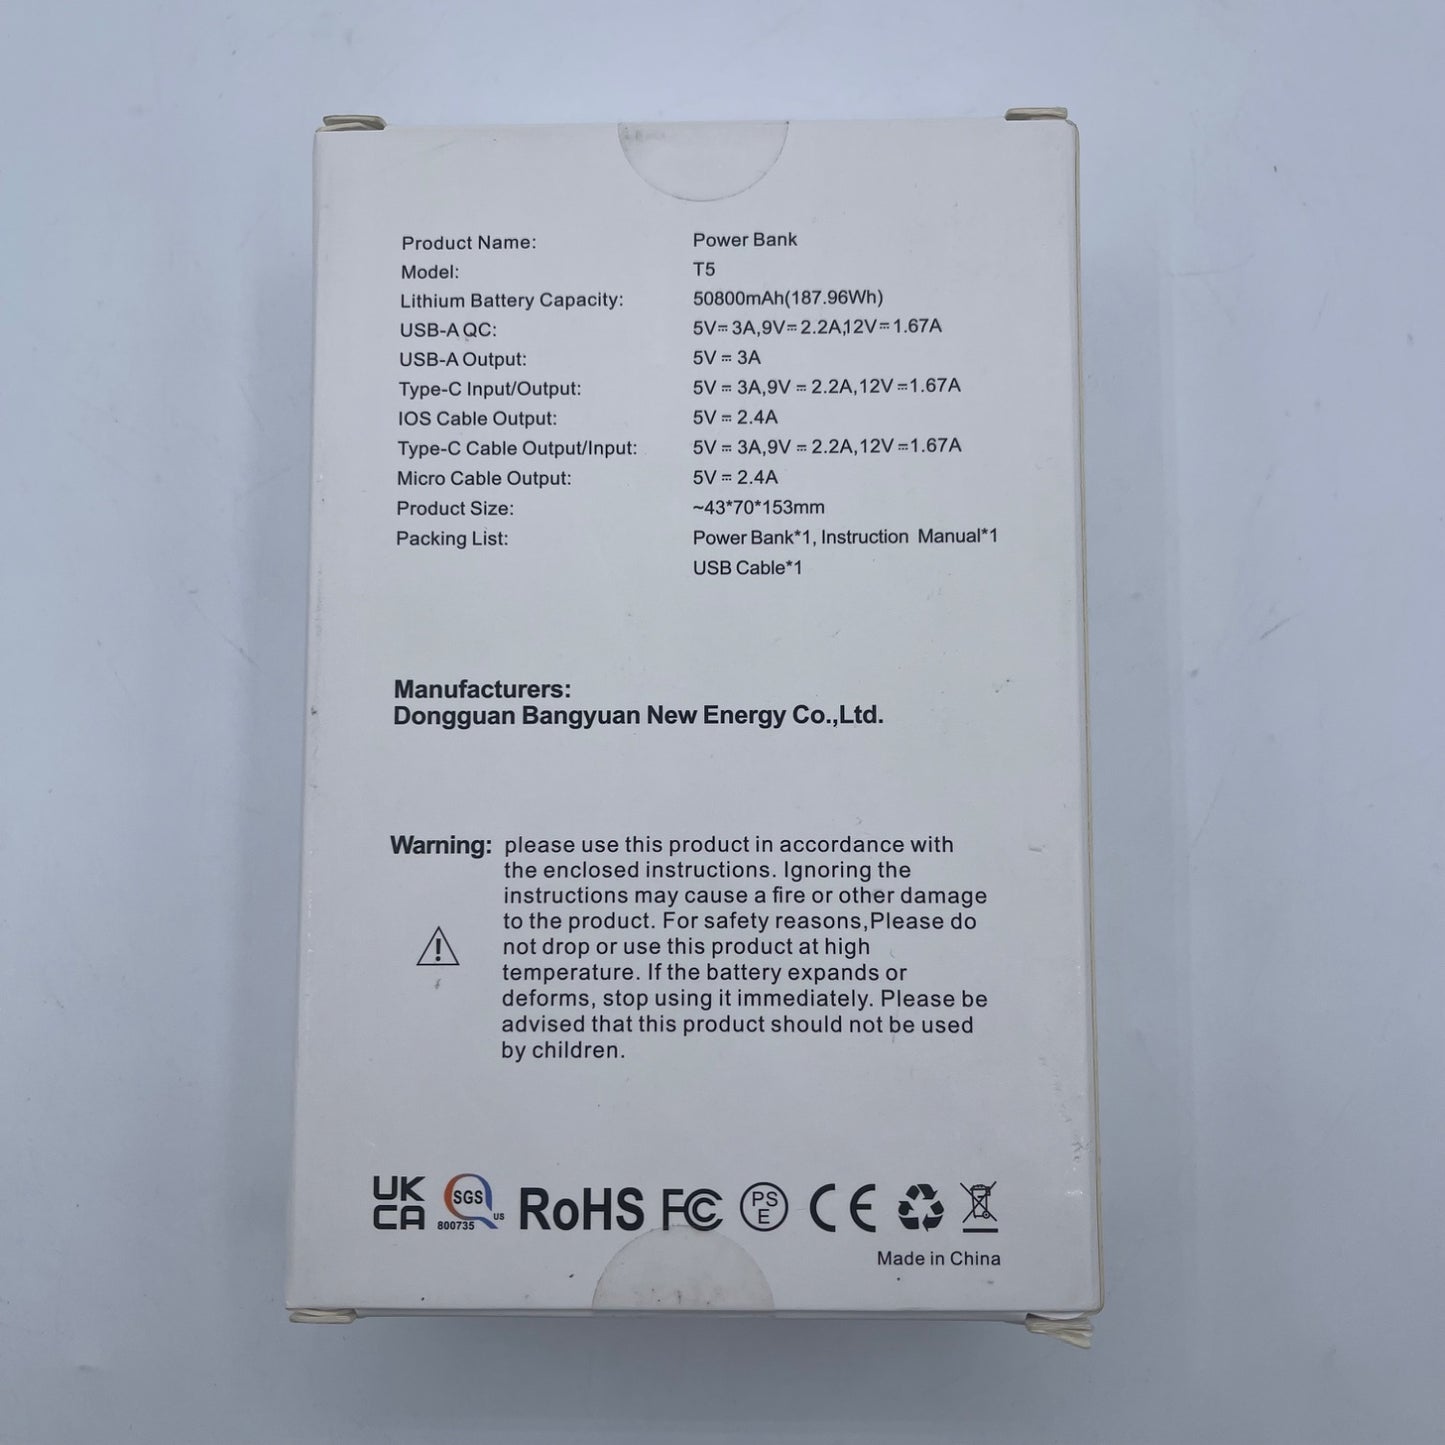 Product Name: Power Bank
Model: T5
Lithium Battery Capacity: 50800mAh(187.96Wh)
USB-A QC: 5V⎓3A,9V⎓2.2A,12V⎓1.67A
USB-A Output: 5V⎓3A
Type-C Input/Output: 5V⎓3A,9V⎓2.2A,12V⎓1.67A
IOS Cable Output: 5V⎓2.4A
Type-C Cable Output/Input: 5V⎓3A,9V⎓2.2A,12V⎓1.67A
Micro Cable Output: 5V⎓2.4A
Product Size: ~43*70*153mm
Packing List: Power Bank*1, Instruction Manual*1
USB Cable*1
Manufacturers:
Dongguan Bangyuan New Energy Co.,Ltd.
Warning: please use this product in accordance with
the enclosed instructions. Ignoring the
instructions may cause a fire or other damage
to the product. For safety reasons,Please do
not drop or use this product at high
temperature. If the battery expands or
deforms, stop using it immediately. Please be
advised that this product should not be used
by children.
UK
CA
SGS
800735 US
RoHS FC
PS
E
CE
Made in China